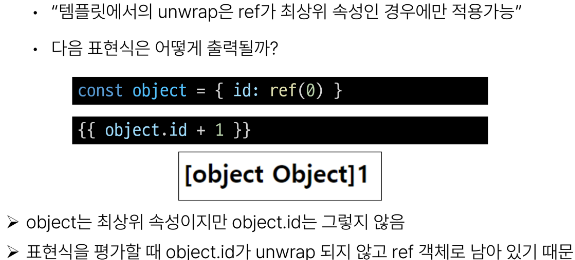 • “템플릿에서의 unwrap은 ref가 최상위 속성인 경우에만 적용가능”
• 다음 표현식은 어떻게 출력될까?
const object = { id: ref(0) }
{{ object.id + 1 }}
[object Object]1
➢ object는 최상위 속성이지만 object.id는 그렇지 않음
➢ 표현식을 평가할 때 object.id가 unwrap 되지 않고 ref 객체로 남아 있기 때문